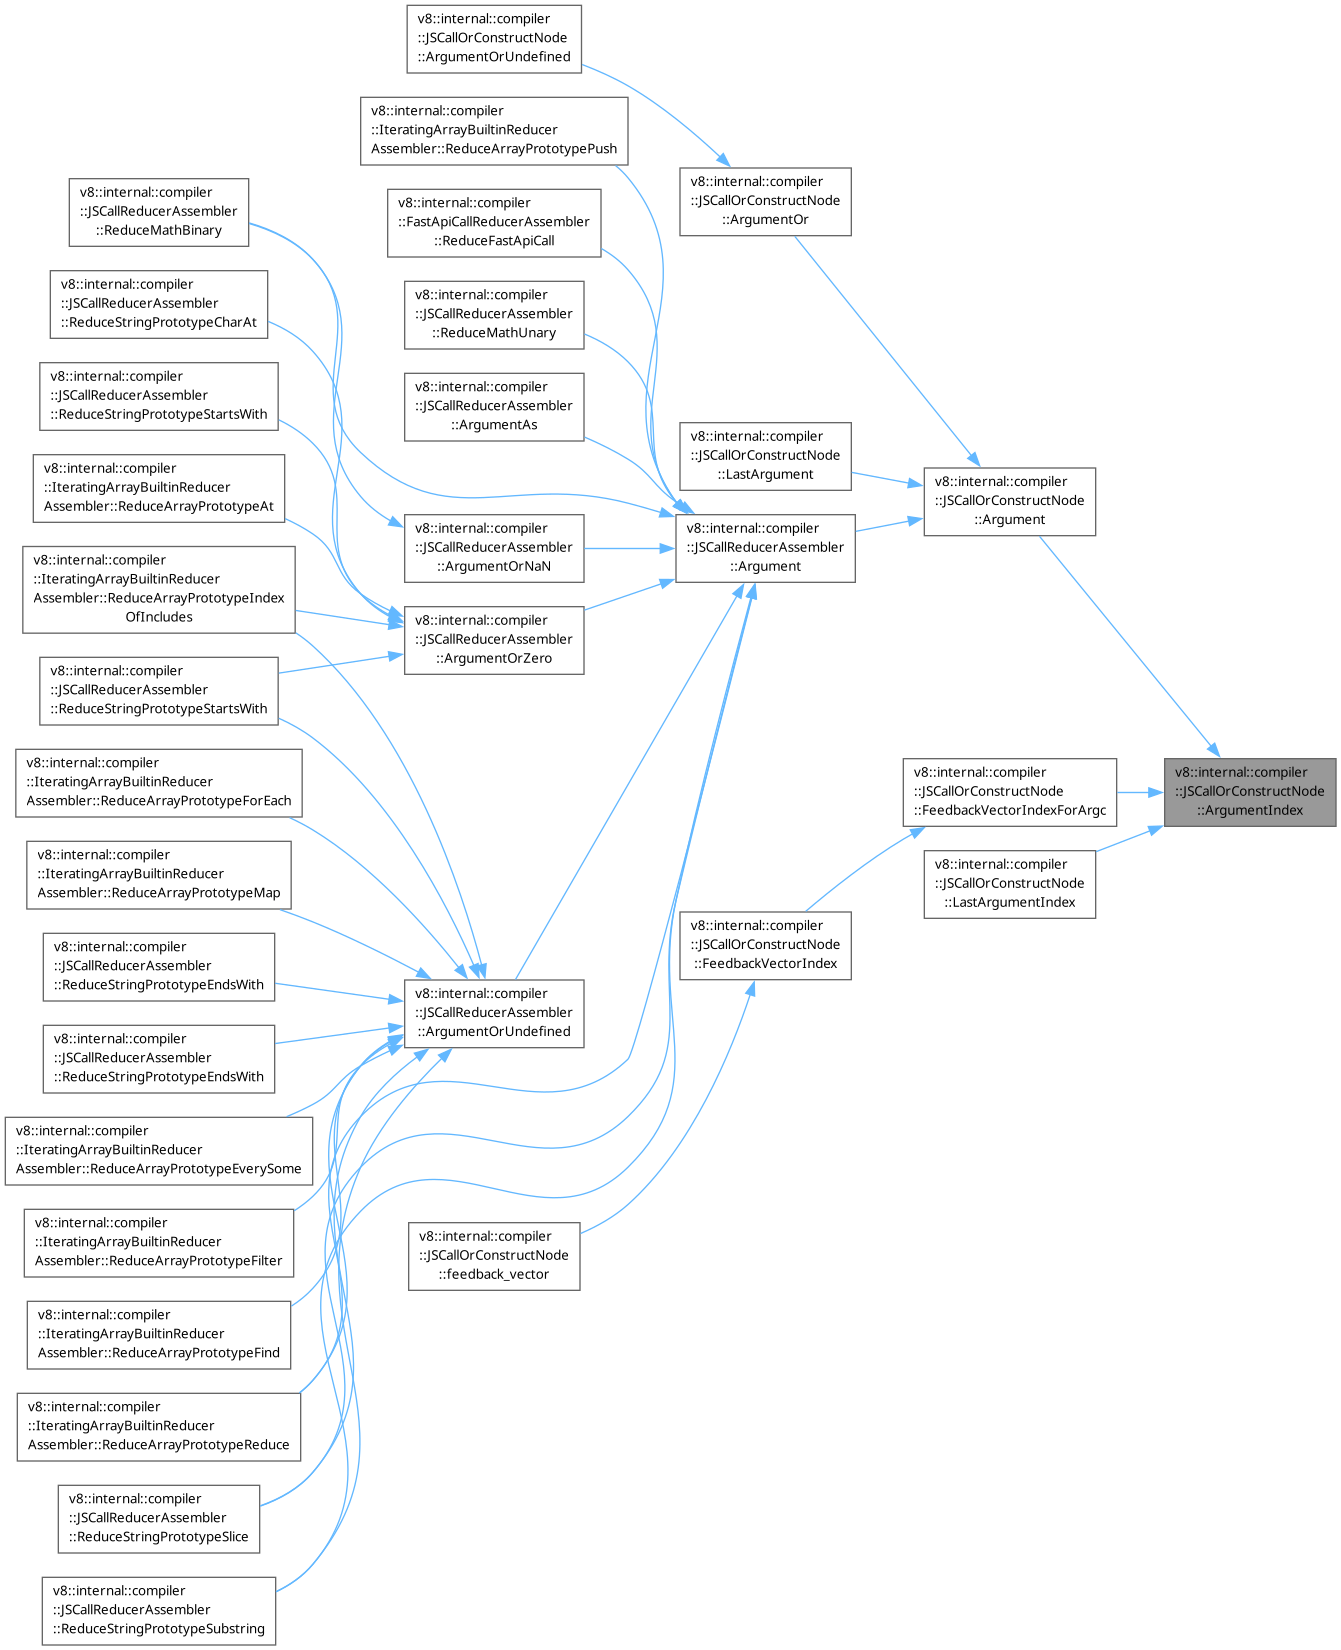 v8::internal::compiler
::JSCallOrConstructNode
::ArgumentOrUndefined
v8::internal::compiler
::IteratingArrayBuiltinReducer
Assembler::ReduceArrayPrototypePush
v8::internal::compiler
::JSCallOrConstructNode
::ArgumentOr
v8::internal::compiler
::JSCallReducerAssembler
::ReduceMathBinary
v8::internal::compiler
::FastApiCallReducerAssembler
::ReduceFastApiCall
v8::internal::compiler
::JSCallReducerAssembler
::ReduceStringPrototypeCharAt
v8::internal::compiler
::JSCallReducerAssembler
::ReduceMathUnary
v8::internal::compiler
::JSCallReducerAssembler
::ReduceStringPrototypeStartsWith
v8::internal::compiler
::JSCallReducerAssembler
::ArgumentAs
v8::internal::compiler
::JSCallOrConstructNode
::LastArgument
v8::internal::compiler
::IteratingArrayBuiltinReducer
Assembler::ReduceArrayPrototypeAt
v8::internal::compiler
::JSCallOrConstructNode
::Argument
v8::internal::compiler
::JSCallReducerAssembler
::ArgumentOrNaN
v8::internal::compiler
::JSCallReducerAssembler
::Argument
v8::internal::compiler
::IteratingArrayBuiltinReducer
Assembler::ReduceArrayPrototypeIndex
OfIncludes
v8::internal::compiler
::JSCallReducerAssembler
::ArgumentOrZero
v8::internal::compiler
::JSCallReducerAssembler
::ReduceStringPrototypeStartsWith
v8::internal::compiler
::IteratingArrayBuiltinReducer
Assembler::ReduceArrayPrototypeForEach
v8::internal::compiler
::JSCallOrConstructNode
::FeedbackVectorIndexForArgc
v8::internal::compiler
::JSCallOrConstructNode
::ArgumentIndex
v8::internal::compiler
::IteratingArrayBuiltinReducer
Assembler::ReduceArrayPrototypeMap
v8::internal::compiler
::JSCallOrConstructNode
::LastArgumentIndex
v8::internal::compiler
::JSCallOrConstructNode
::FeedbackVectorIndex
v8::internal::compiler
::JSCallReducerAssembler
::ReduceStringPrototypeEndsWith
v8::internal::compiler
::JSCallReducerAssembler
::ArgumentOrUndefined
v8::internal::compiler
::JSCallReducerAssembler
::ReduceStringPrototypeEndsWith
v8::internal::compiler
::IteratingArrayBuiltinReducer
Assembler::ReduceArrayPrototypeEverySome
v8::internal::compiler
::IteratingArrayBuiltinReducer
Assembler::ReduceArrayPrototypeFilter
v8::internal::compiler
::JSCallOrConstructNode
::feedback_vector
v8::internal::compiler
::IteratingArrayBuiltinReducer
Assembler::ReduceArrayPrototypeFind
v8::internal::compiler
::IteratingArrayBuiltinReducer
Assembler::ReduceArrayPrototypeReduce
v8::internal::compiler
::JSCallReducerAssembler
::ReduceStringPrototypeSlice
v8::internal::compiler
::JSCallReducerAssembler
::ReduceStringPrototypeSubstring